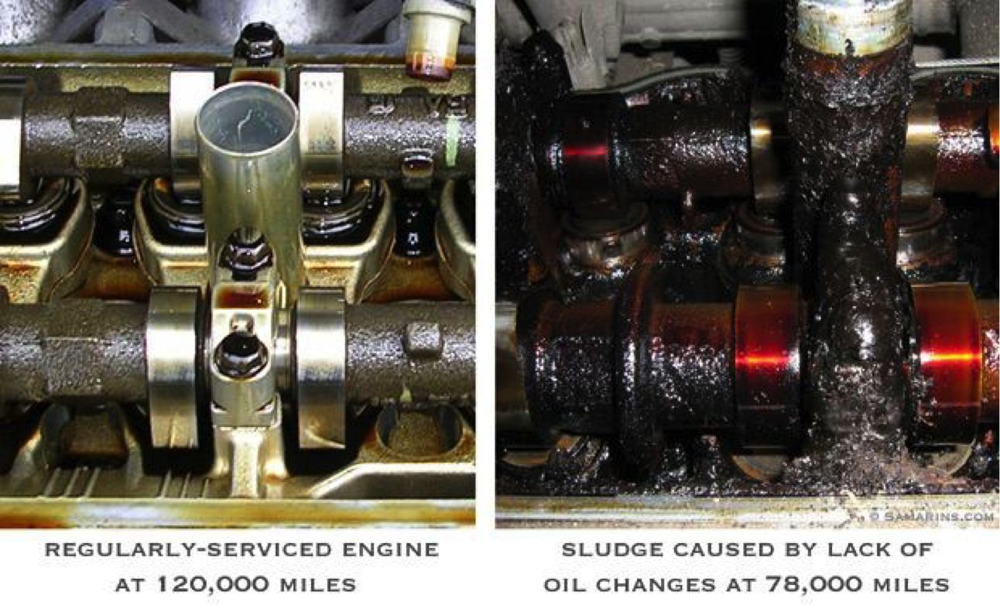 © SAMARINS.COM
REGULARLY-SERVICED ENGINE
AT 120,000 MILES
SLUDGE CAUSED BY LACK OF
OIL CHANGES AT 78,000 MILES